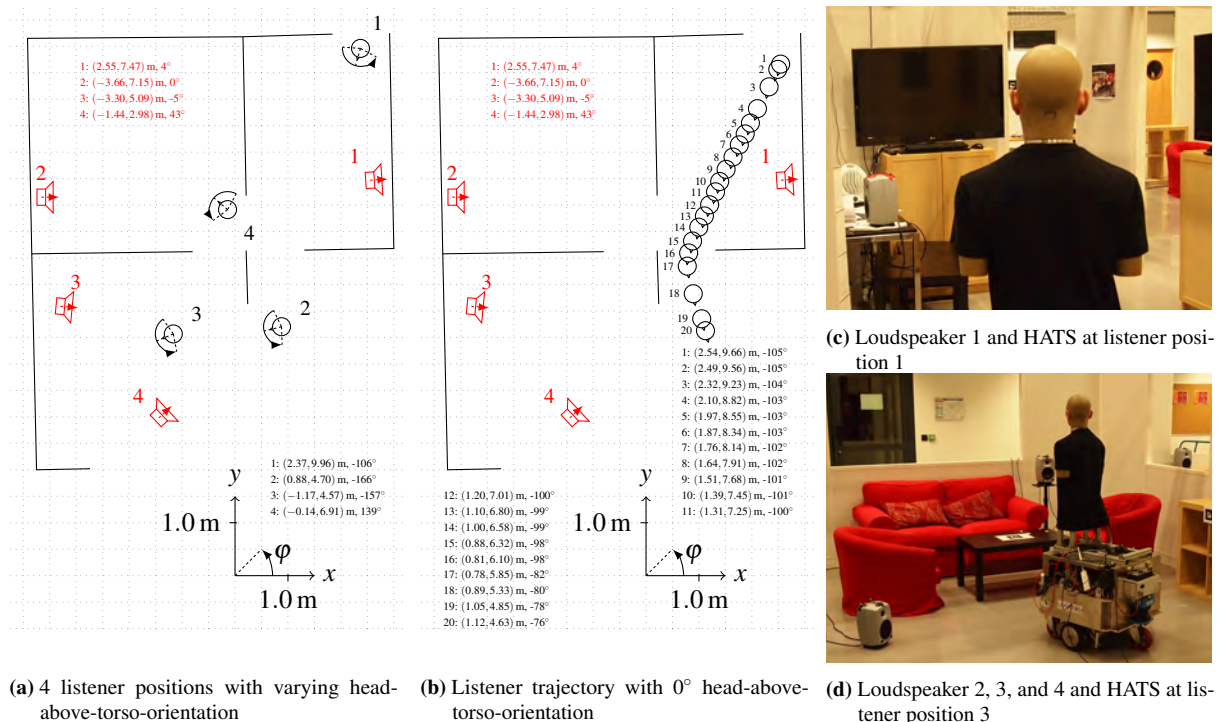 1
1: (2.55,7.47) m, 4°
2: (−3.66,7.15) m, 0°
3: (−3.30,5.09) m, -5°
4: (−1.44,2.98) m, 43°
2
1
4
3
3
2
4
1: (2.37,9.96) m, -106°
2: (0.88,4.70) m, -166°
3: (−1.17,4.57) m, -157°
4: (−0.14,6.91) m, 139°
y
1.0 m
φ
x
1.0 m
(a) 4 listener positions with varying head-
above-torso-orientation
1: (2.55,7.47) m, 4°
2: (−3.66,7.15) m, 0°
3: (−3.30,5.09) m, -5°
4: (−1.44,2.98) m, 43°
1
2
3
4
5
6
7
8
9
10
11
12
13
14
15
16
17
18
19
20
2
1
3
4
1: (2.54,9.66) m, -105°
2: (2.49,9.56) m, -105°
3: (2.32,9.23) m, -104°
4: (2.10,8.82) m, -103°
5: (1.97,8.55) m, -103°
6: (1.87,8.34) m, -103°
7: (1.76,8.14) m, -102°
8: (1.64,7.91) m, -102°
9: (1.51,7.68) m, -101°
10: (1.39,7.45) m, -101°
11: (1.31,7.25) m, -100°
12: (1.20,7.01) m, -100°
13: (1.10,6.80) m, -99°
14: (1.00,6.58) m, -99°
15: (0.88,6.32) m, -98°
16: (0.81,6.10) m, -98°
17: (0.78,5.85) m, -82°
18: (0.89,5.33) m, -80°
19: (1.05,4.85) m, -78°
20: (1.12,4.63) m, -76°
y
1.0 m
φ
x
1.0 m
(b) Listener trajectory with 0° head-above-
torso-orientation
(c) Loudspeaker 1 and HATS at listener posi-
tion 1
(d) Loudspeaker 2, 3, and 4 and HATS at lis-
tener position 3